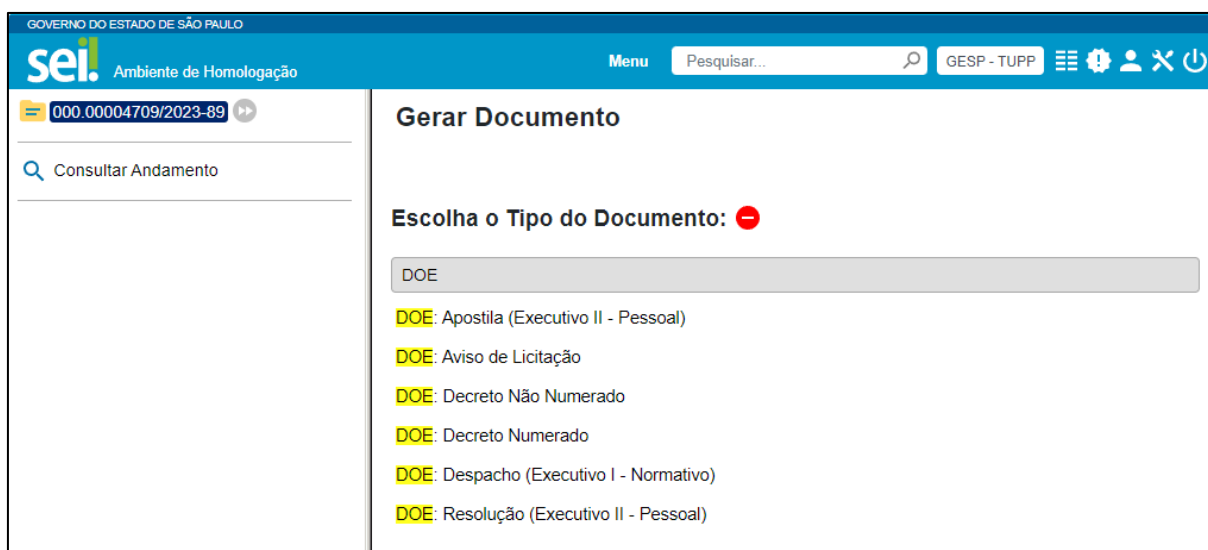 GOVERNO DO ESTADO DE SÃO PAULO
sei! Ambiente de Homologação
Menu Pesquisar... GESP - TUPP
000.00004709/2023-89
Consultar Andamento
Gerar Documento
Escolha o Tipo do Documento:
DOE
DOE: Apostila (Executivo II - Pessoal)
DOE: Aviso de Licitação
DOE: Decreto Não Numerado
DOE: Decreto Numerado
DOE: Despacho (Executivo I - Normativo)
DOE: Resolução (Executivo II - Pessoal)